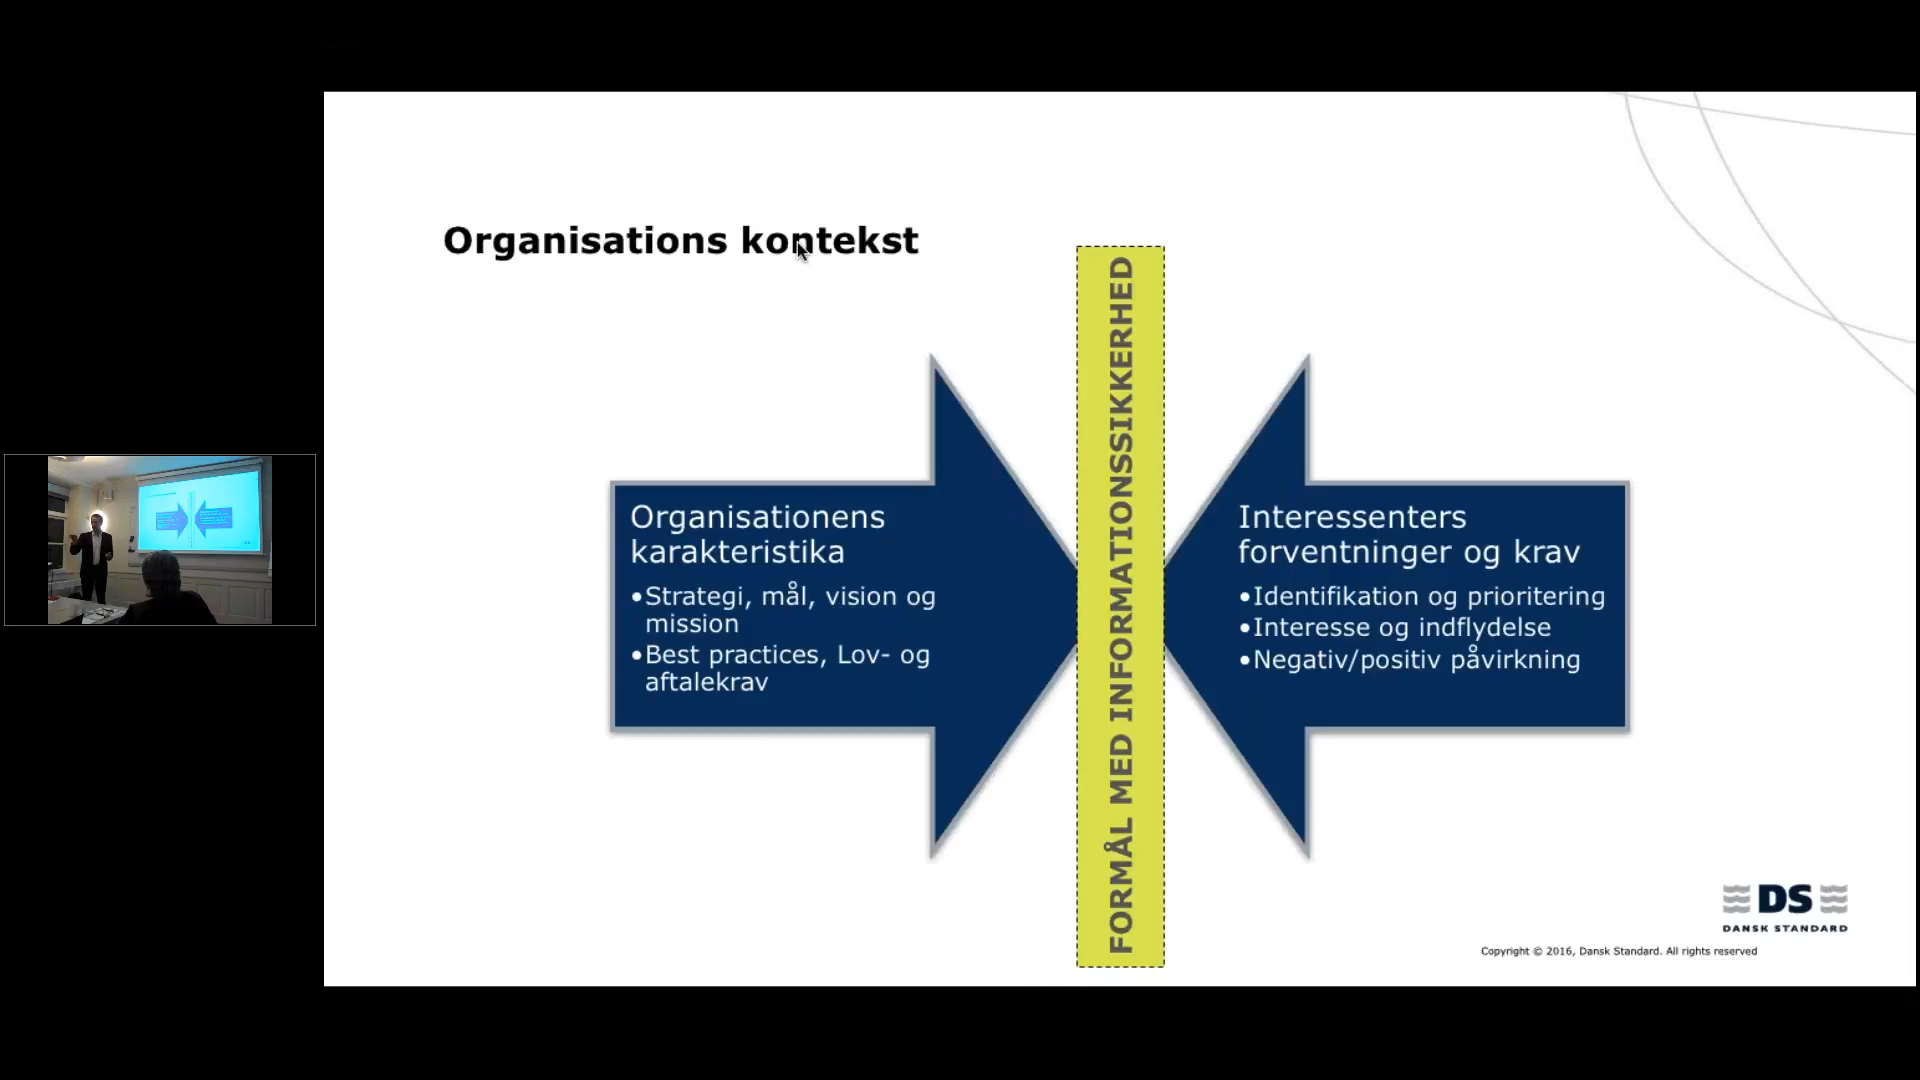 Organisations kontekst
Organisationens
karakteristika
•Strategi, mål, vision og
mission
•Best practices, Lov- og
aftalekrav
FORMÅL MED INFORMATIONSSIKKERHED
Interessenters
forventninger og krav
•Identifikation og prioritering
•Interesse og indflydelse
•Negativ/positiv påvirkning
DS
DANSK STANDARD
Copyright © 2016, Dansk Standard. All rights reserved